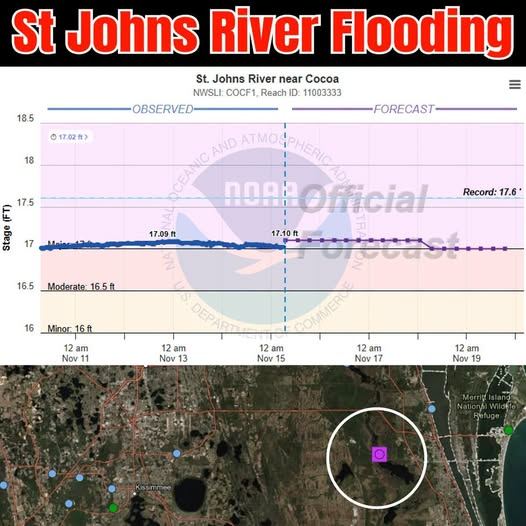 St Johns River Flooding
St. Johns River near Cocoa
NWSLI: COCF1, Reach ID: 11003333
OBSERVED
FORECAST
18.5
17.02 ft >
18
NATIONAL OCEANIC AND ATMOSPHERIC ADMINISTRATION
NOAA
Official
Forecast
Record: 17.6'
17.5
Stage (FT)
17.09 ft
17.10 ft
17
16.5
Moderate: 16.5 ft
U.S. DEPARTMENT OF COMMERCE
16
Minor: 16 ft
12 am
Nov 11
12 am
Nov 13
12 am
Nov 15
12 am
Nov 17
12 am
Nov 19
Merritt Island
National Wildlife
Refuge
Kissimmee